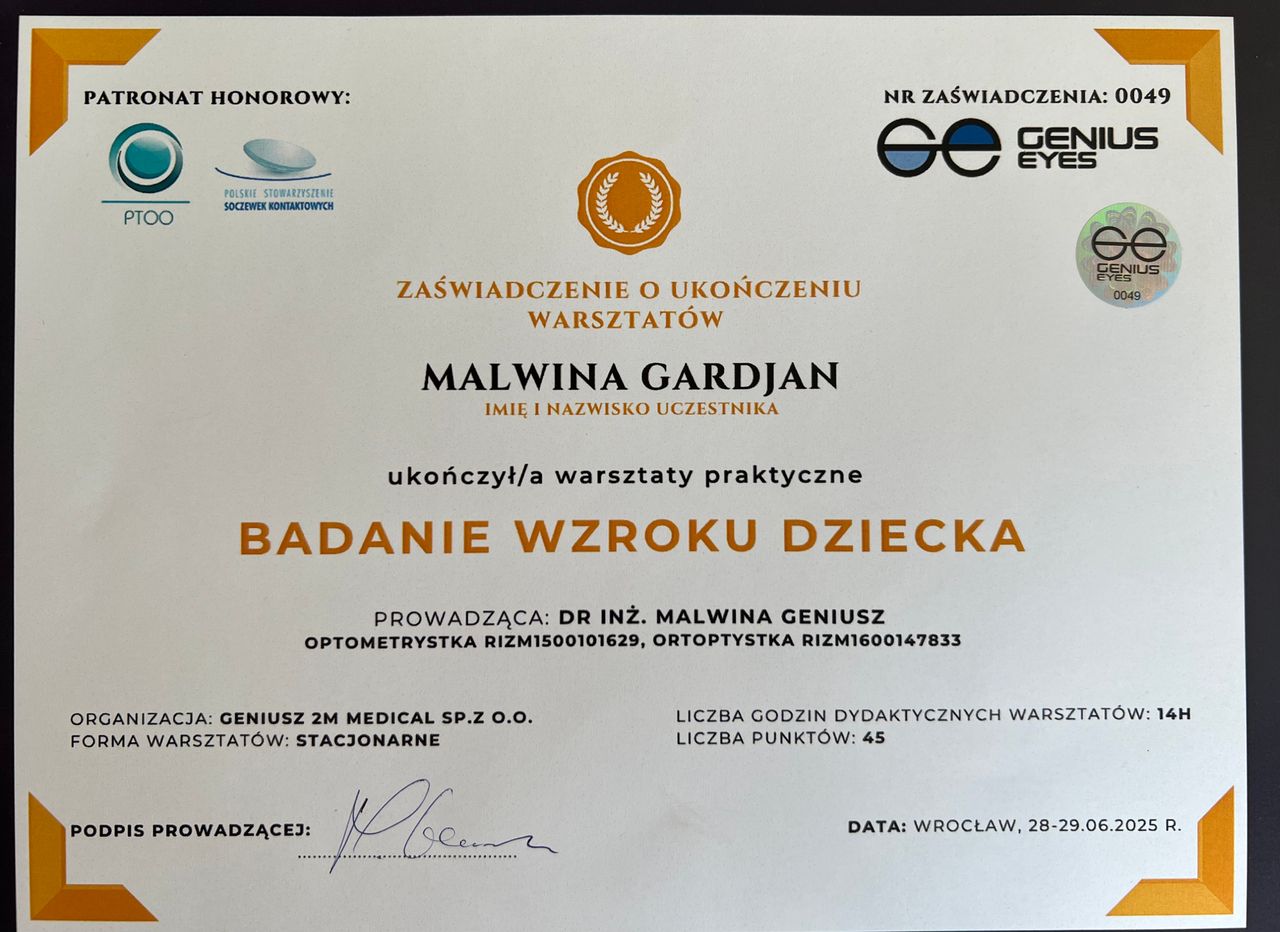 PATRONAT HONOROWY:
PTOO
POLSKIE STOWARZYSZENIE
SOCZEWEK KONTAKTOWYCH
NR ZAŚWIADCZENIA: 0049
GENIUS
EYES
GENIUS
EYES
0049
ZAŚWIADCZENIE O UKOŃCZENIU
WARSZTATÓW
MALWINA GARDJAN
IMIĘ I NAZWISKO UCZESTNIKA
ukończył/a warsztaty praktyczne
BADANIE WZROKU DZIECKA
PROWADZĄCA: DR INŻ. MALWINA GENIUSZ
OPTOMETRYSTKA RIZM1500101629, ORTOPTYSTKA RIZM1600147833
ORGANIZACJA: GENIUSZ 2M MEDICAL SP.Z O.O.
FORMA WARSZTATÓW: STACJONARNE
LICZBA GODZIN DYDAKTYCZNYCH WARSZTATÓW: 14H
LICZBA PUNKTÓW: 45
PODPIS PROWADZĄCEJ:
DATA: WROCŁAW, 28-29.06.2025 R.